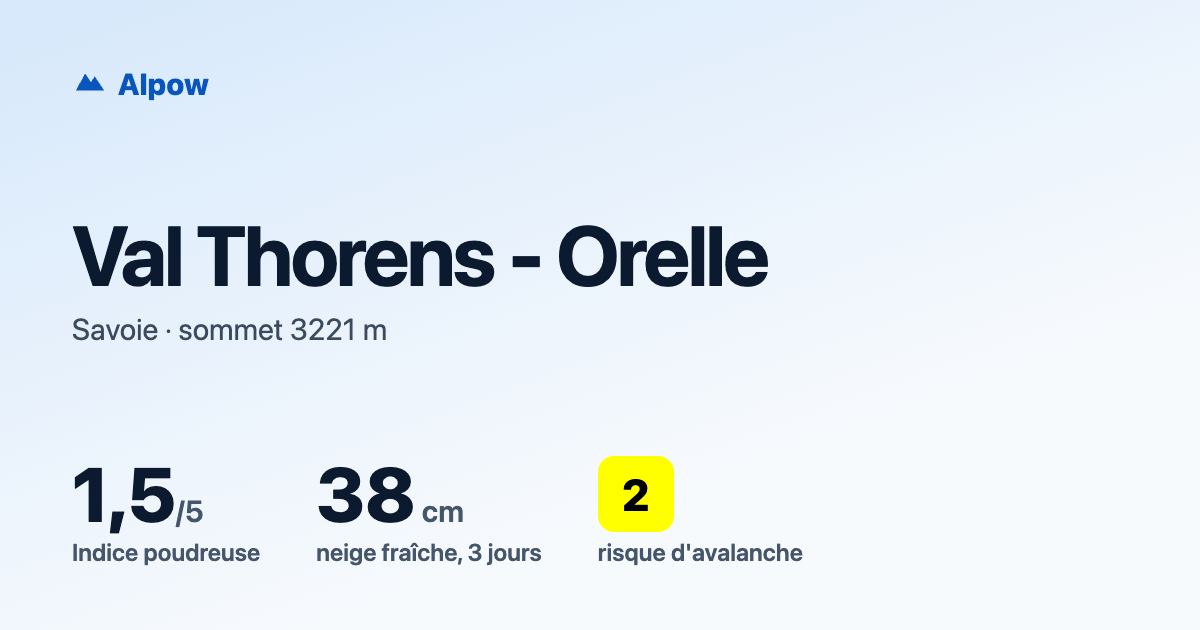 Alpow
Val Thorens - Orelle
Savoie · sommet 3221 m
1,5/5
Indice poudreuse
38 cm
neige fraîche, 3 jours
2
risque d'avalanche